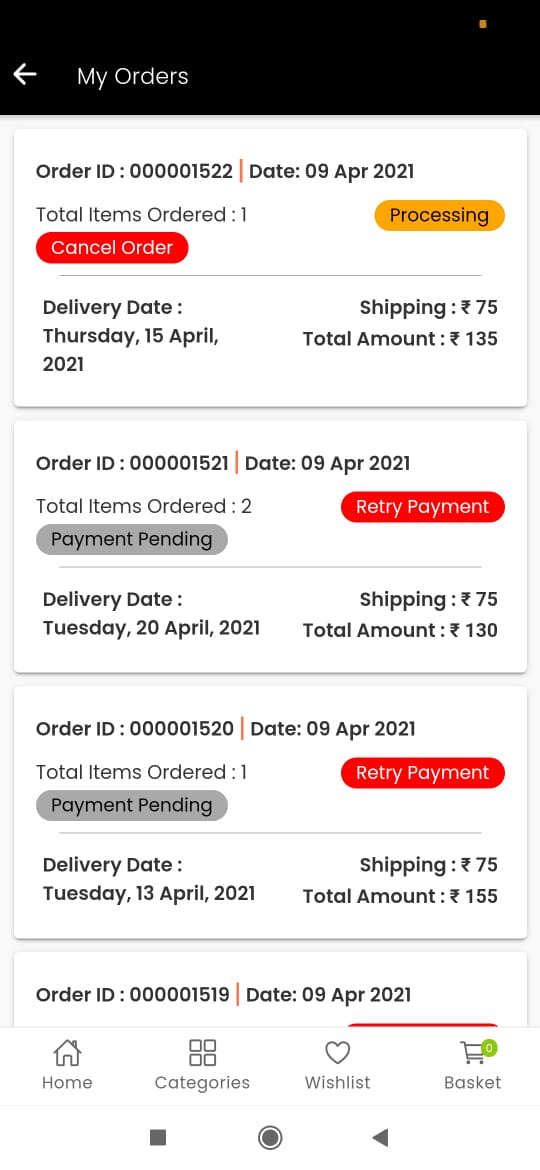 My Orders
Order ID : 000001522 | Date: 09 Apr 2021
Total Items Ordered : 1 Processing
Cancel Order
Delivery Date : Shipping : ₹ 75
Thursday, 15 April, Total Amount : ₹ 135
2021
Order ID : 000001521 | Date: 09 Apr 2021
Total Items Ordered : 2 Retry Payment
Payment Pending
Delivery Date : Shipping : ₹ 75
Tuesday, 20 April, 2021 Total Amount : ₹ 130
Order ID : 000001520 | Date: 09 Apr 2021
Total Items Ordered : 1 Retry Payment
Payment Pending
Delivery Date : Shipping : ₹ 75
Tuesday, 13 April, 2021 Total Amount : ₹ 155
Order ID : 000001519 | Date: 09 Apr 2021
0
Home Categories Wishlist Basket